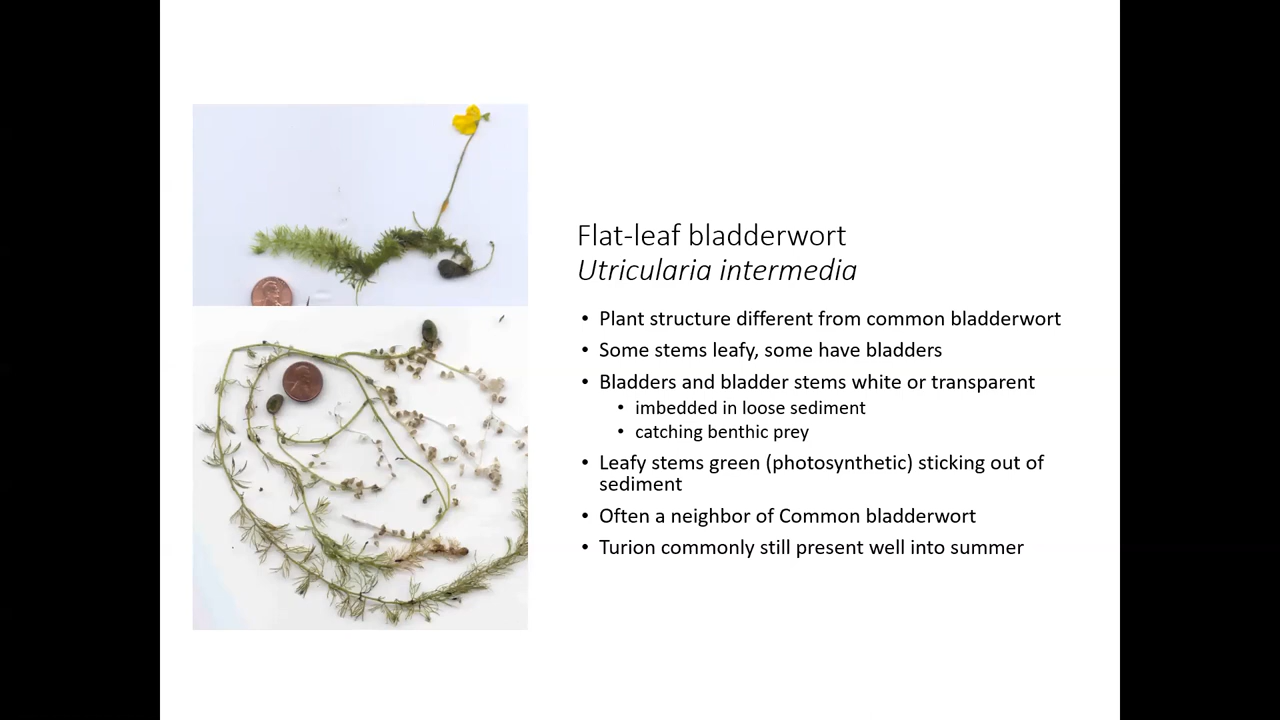 Flat-leaf bladderwort
Utricularia intermedia
• Plant structure different from common bladderwort
• Some stems leafy, some have bladders
• Bladders and bladder stems white or transparent
• imbedded in loose sediment
• catching benthic prey
• Leafy stems green (photosynthetic) sticking out of
sediment
• Often a neighbor of Common bladderwort
• Turion commonly still present well into summer